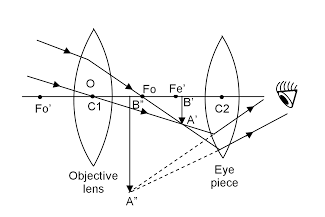 O
Fo
Fe'
Fo'
C1
B"
B'
C2
A'
A"
Objective
lens
Eye
piece